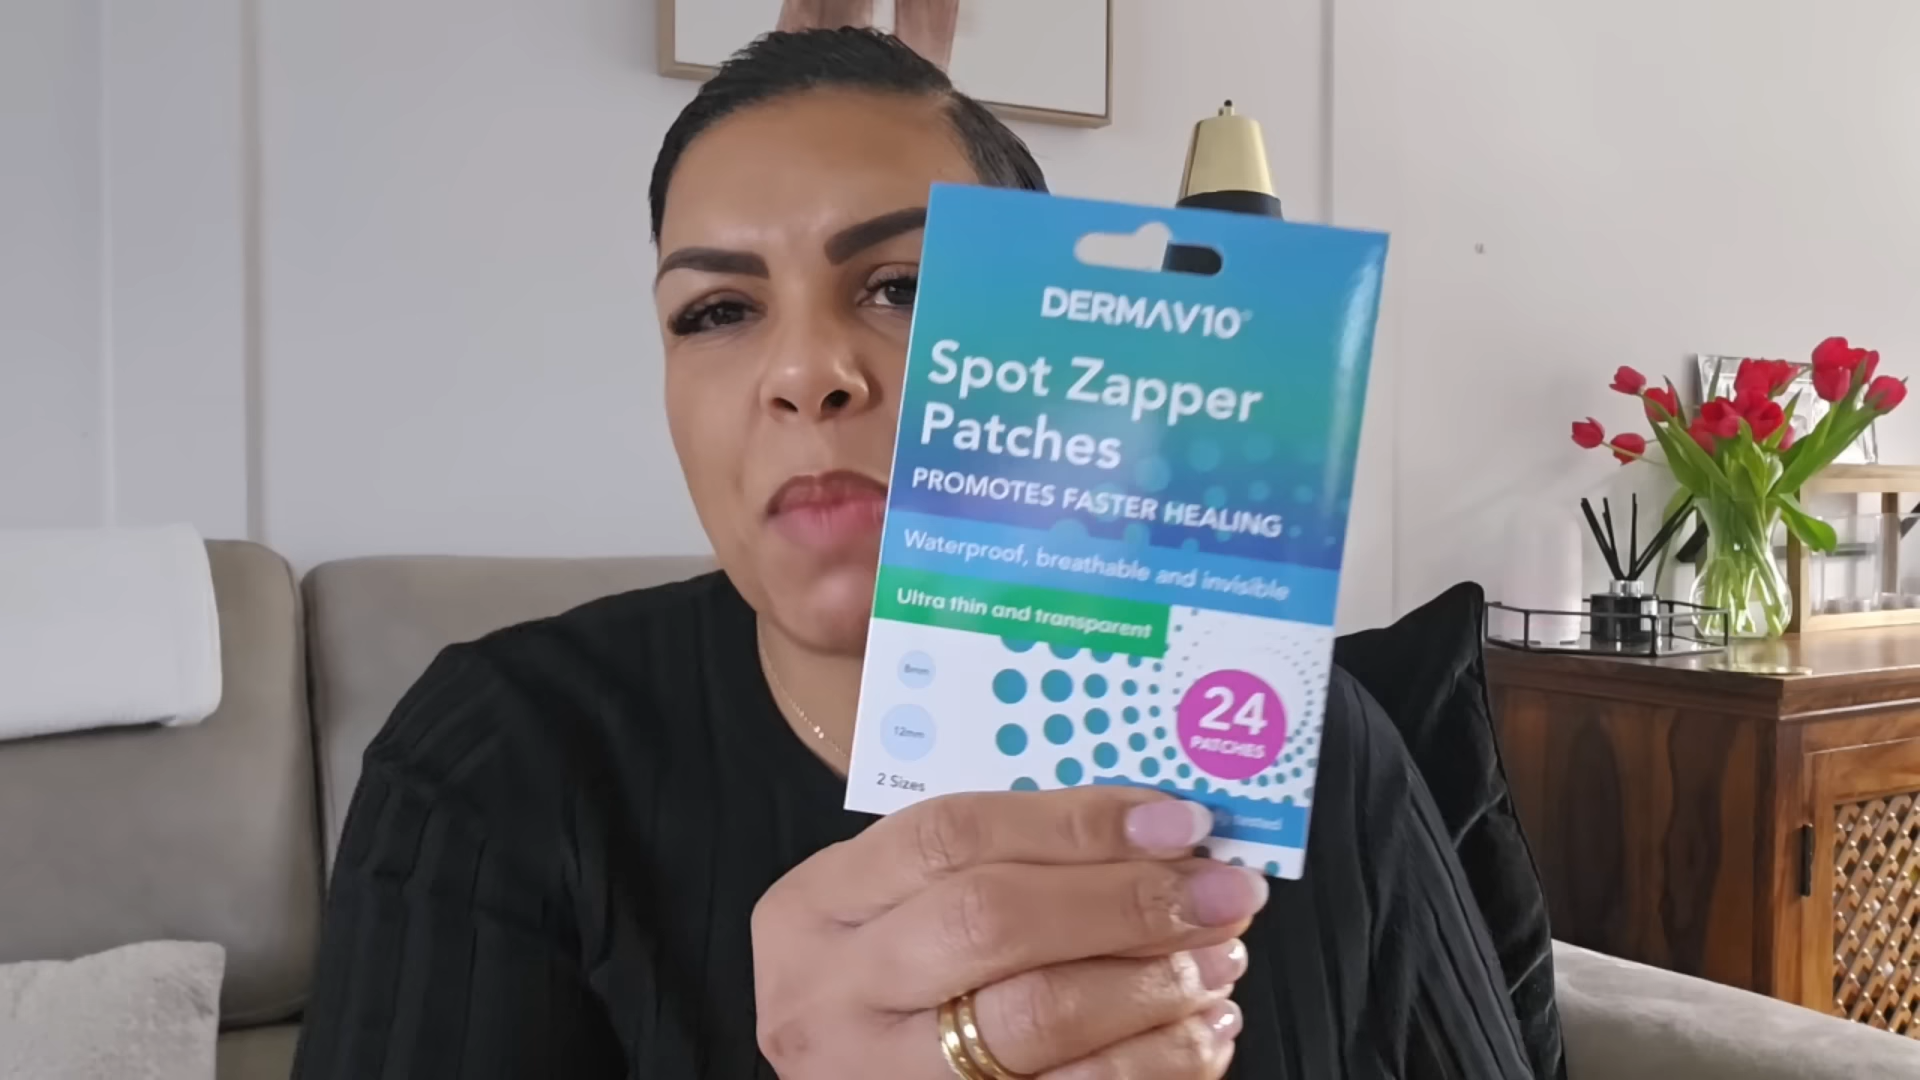 DERMAV10®
Spot Zapper
Patches
PROMOTES FASTER HEALING
Waterproof, breathable and invisible
Ultra thin and transparent
8mm
12mm
2 Sizes
24
PATCHES
tested